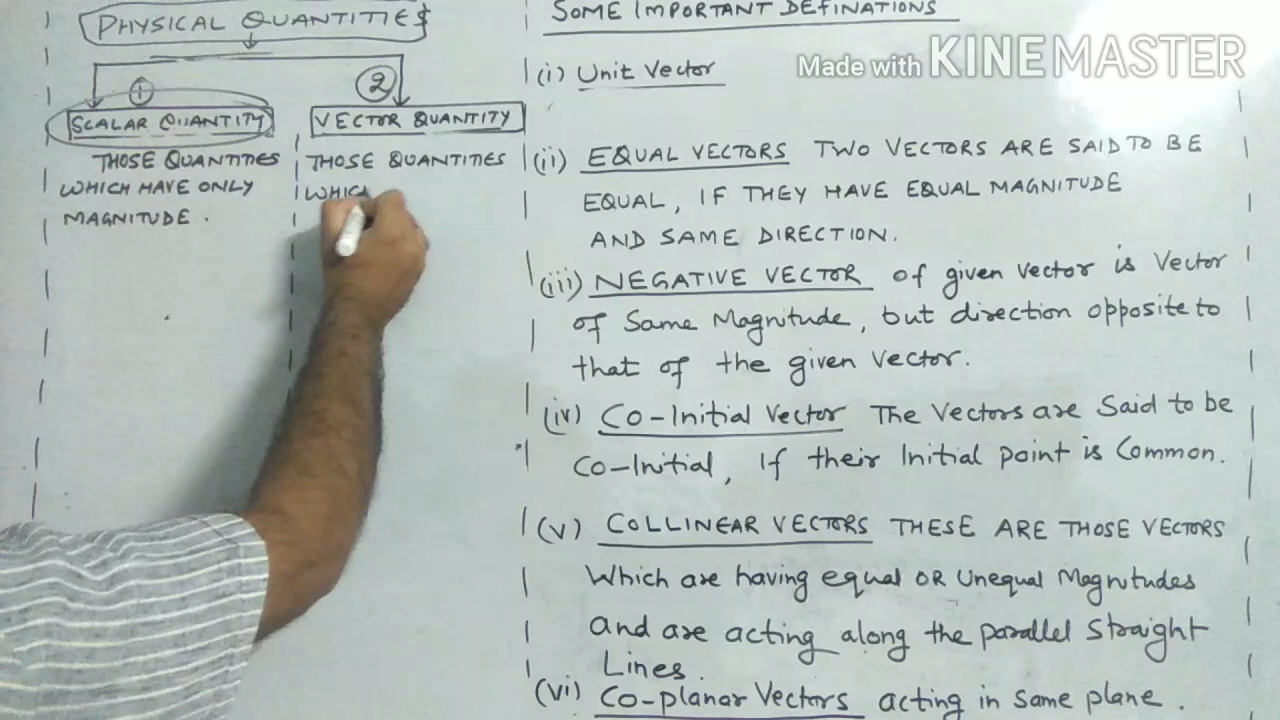 PHYSICAL QUANTITIES
1
2
SCALAR QUANTITY
VECTOR QUANTITY
THOSE QUANTITIES
WHICH HAVE ONLY
MAGNITUDE.
THOSE QUANTITIES
WHIC
SOME IMPORTANT DEFINATIONS
Made with KINEMASTER
(i) Unit Vector
(ii) EQUAL VECTORS TWO VECTORS ARE SAID TO BE
EQUAL, IF THEY HAVE EQUAL MAGNITUDE
AND SAME DIRECTION.
(iii) NEGATIVE VECTOR of given vector is Vector
of Same Magnitude, but direction opposite to
that of the given Vector.
(iv) Co-Initial Vector The Vectors are Said to be
Co-Initial, If their Initial point is Common.
(v) COLLINEAR VECTORS THESE ARE THOSE VECTORS
Which are having equal OR Unequal Magnitudes
and are acting along the parallel Straight
Lines.
(vi) Co-planar Vectors acting in same plane.